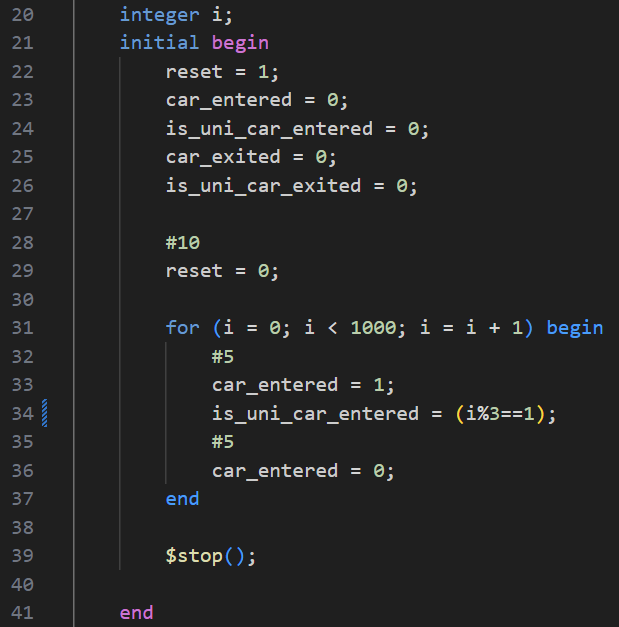 20 integer i;
21 initial begin
22 reset = 1;
23 car_entered = 0;
24 is_uni_car_entered = 0;
25 car_exited = 0;
26 is_uni_car_exited = 0;
27
28 #10
29 reset = 0;
30
31 for (i = 0; i < 1000; i = i + 1) begin
32 #5
33 car_entered = 1;
34 is_uni_car_entered = (i%3==1);
35 #5
36 car_entered = 0;
37 end
38
39 $stop();
40
41 end